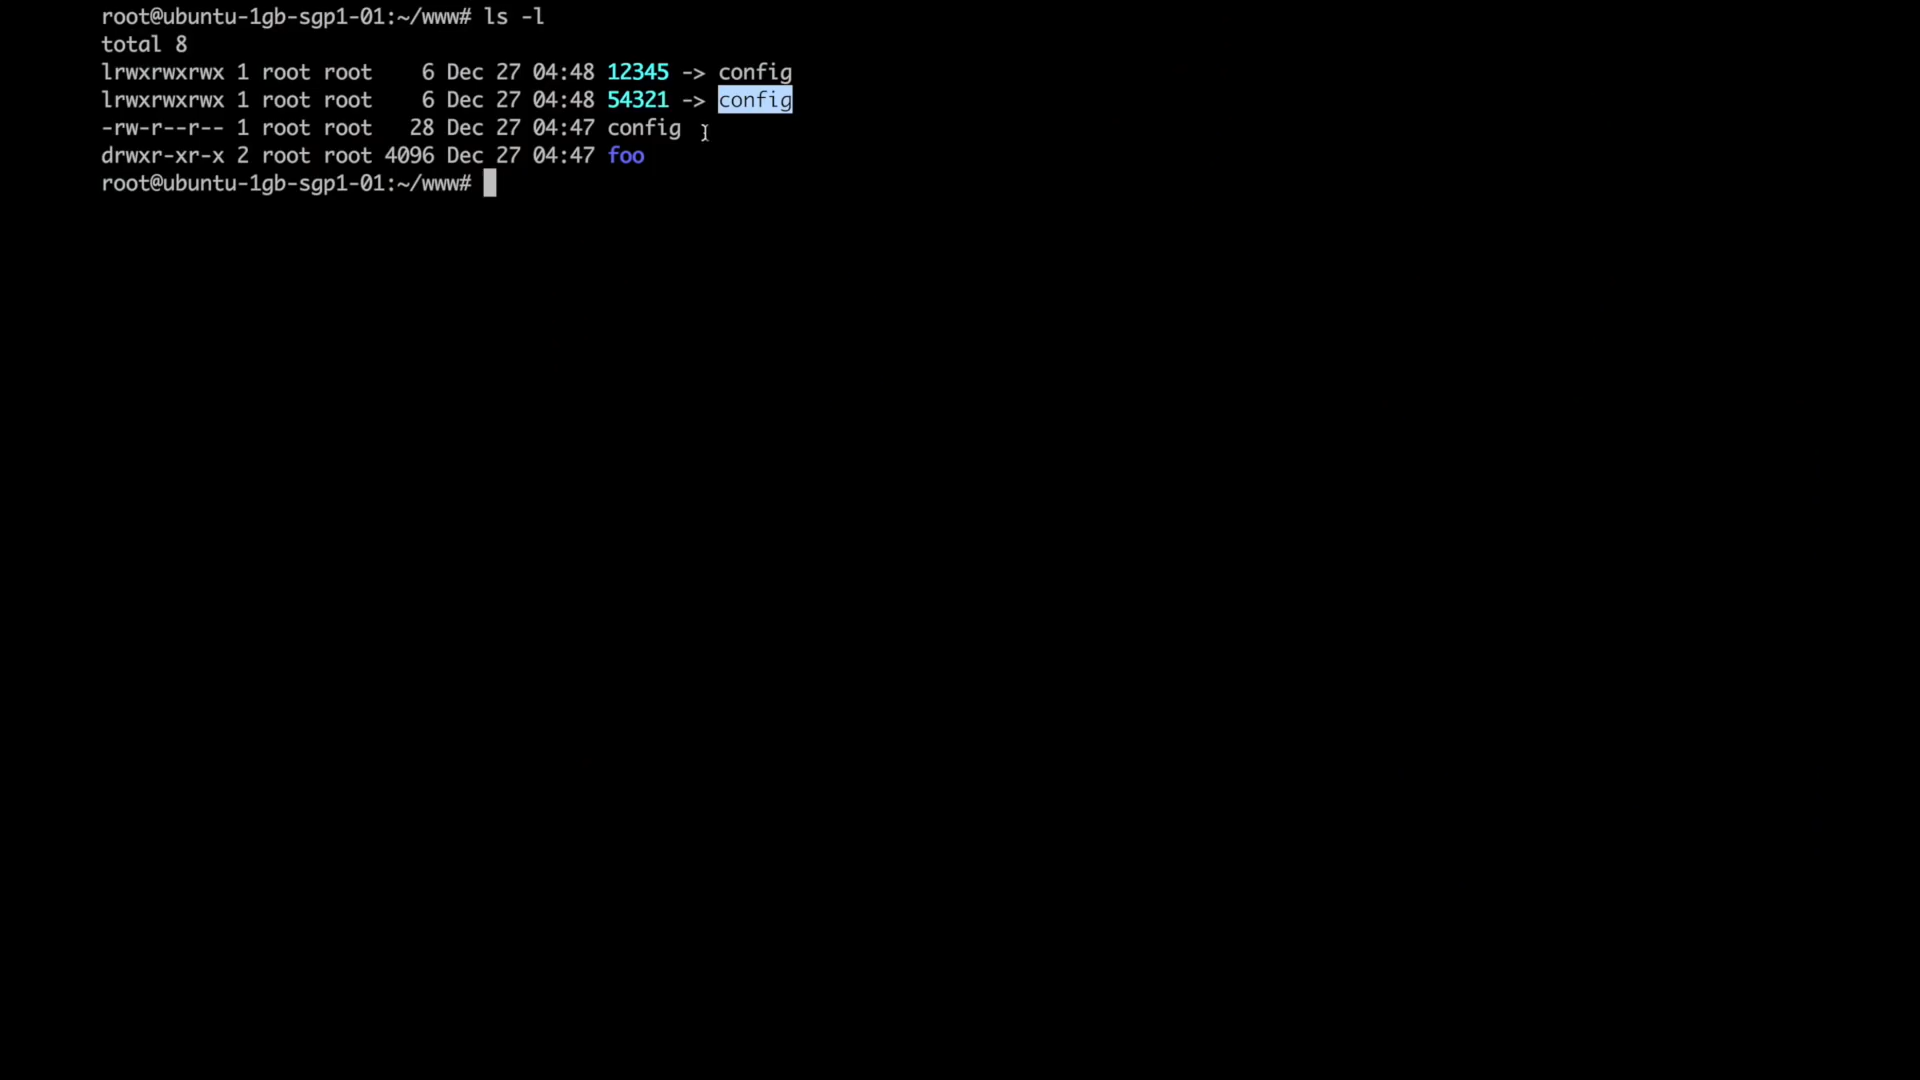 root@ubuntu-1gb-sgp1-01:~/www# ls -l
total 8
lrwxrwxrwx 1 root root    6 Dec 27 04:48 12345 -> config
lrwxrwxrwx 1 root root    6 Dec 27 04:48 54321 -> config
-rw-r--r-- 1 root root   28 Dec 27 04:47 config
drwxr-xr-x 2 root root 4096 Dec 27 04:47 foo
root@ubuntu-1gb-sgp1-01:~/www#